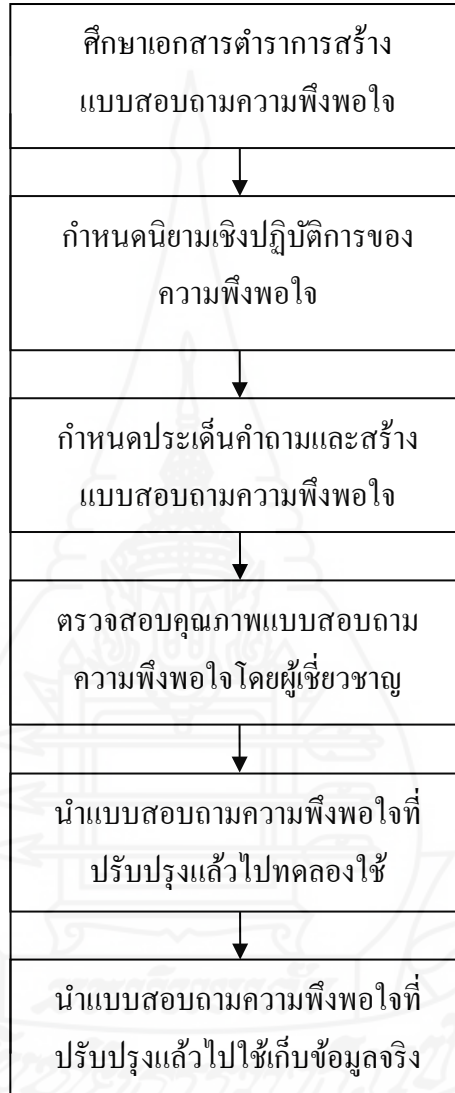 ศึกษาเอกสารตำราการสร้าง
แบบสอบถามความพึงพอใจ
กำหนดนิยามเชิงปฏิบัติการของ
ความพึงพอใจ
กำหนดประเด็นคำถามและสร้าง
แบบสอบถามความพึงพอใจ
ตรวจสอบคุณภาพแบบสอบถาม
ความพึงพอใจโดยผู้เชี่ยวชาญ
นำแบบสอบถามความพึงพอใจที่
ปรับปรุงแล้วไปทดลองใช้
นำแบบสอบถามความพึงพอใจที่
ปรับปรุงแล้วไปใช้เก็บข้อมูลจริง